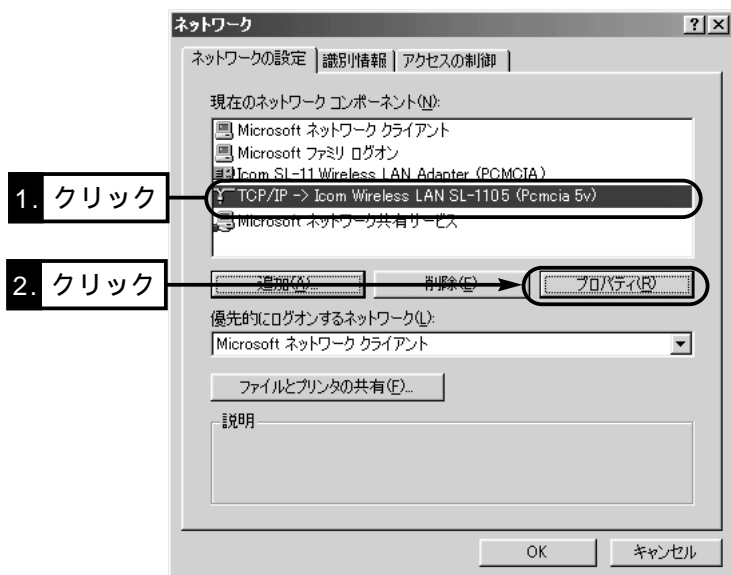 ネットワーク
ネットワークの設定 識別情報 アクセスの制御
現在のネットワーク コンポーネント(N):
Microsoft ネットワーク クライアント
Microsoft ファミリ ログオン
Icom SL-11 Wireless LAN Adapter (PCMCIA)
1. クリック
TCP/IP -> Icom Wireless LAN SL-1105 (Pcmcia 5v)
Microsoft ネットワーク共有サービス
2. クリック
追加(A)... 削除(E) プロパティ(R)
優先的にログオンするネットワーク(L):
Microsoft ネットワーク クライアント
ファイルとプリンタの共有(F)...
説明
OK キャンセル